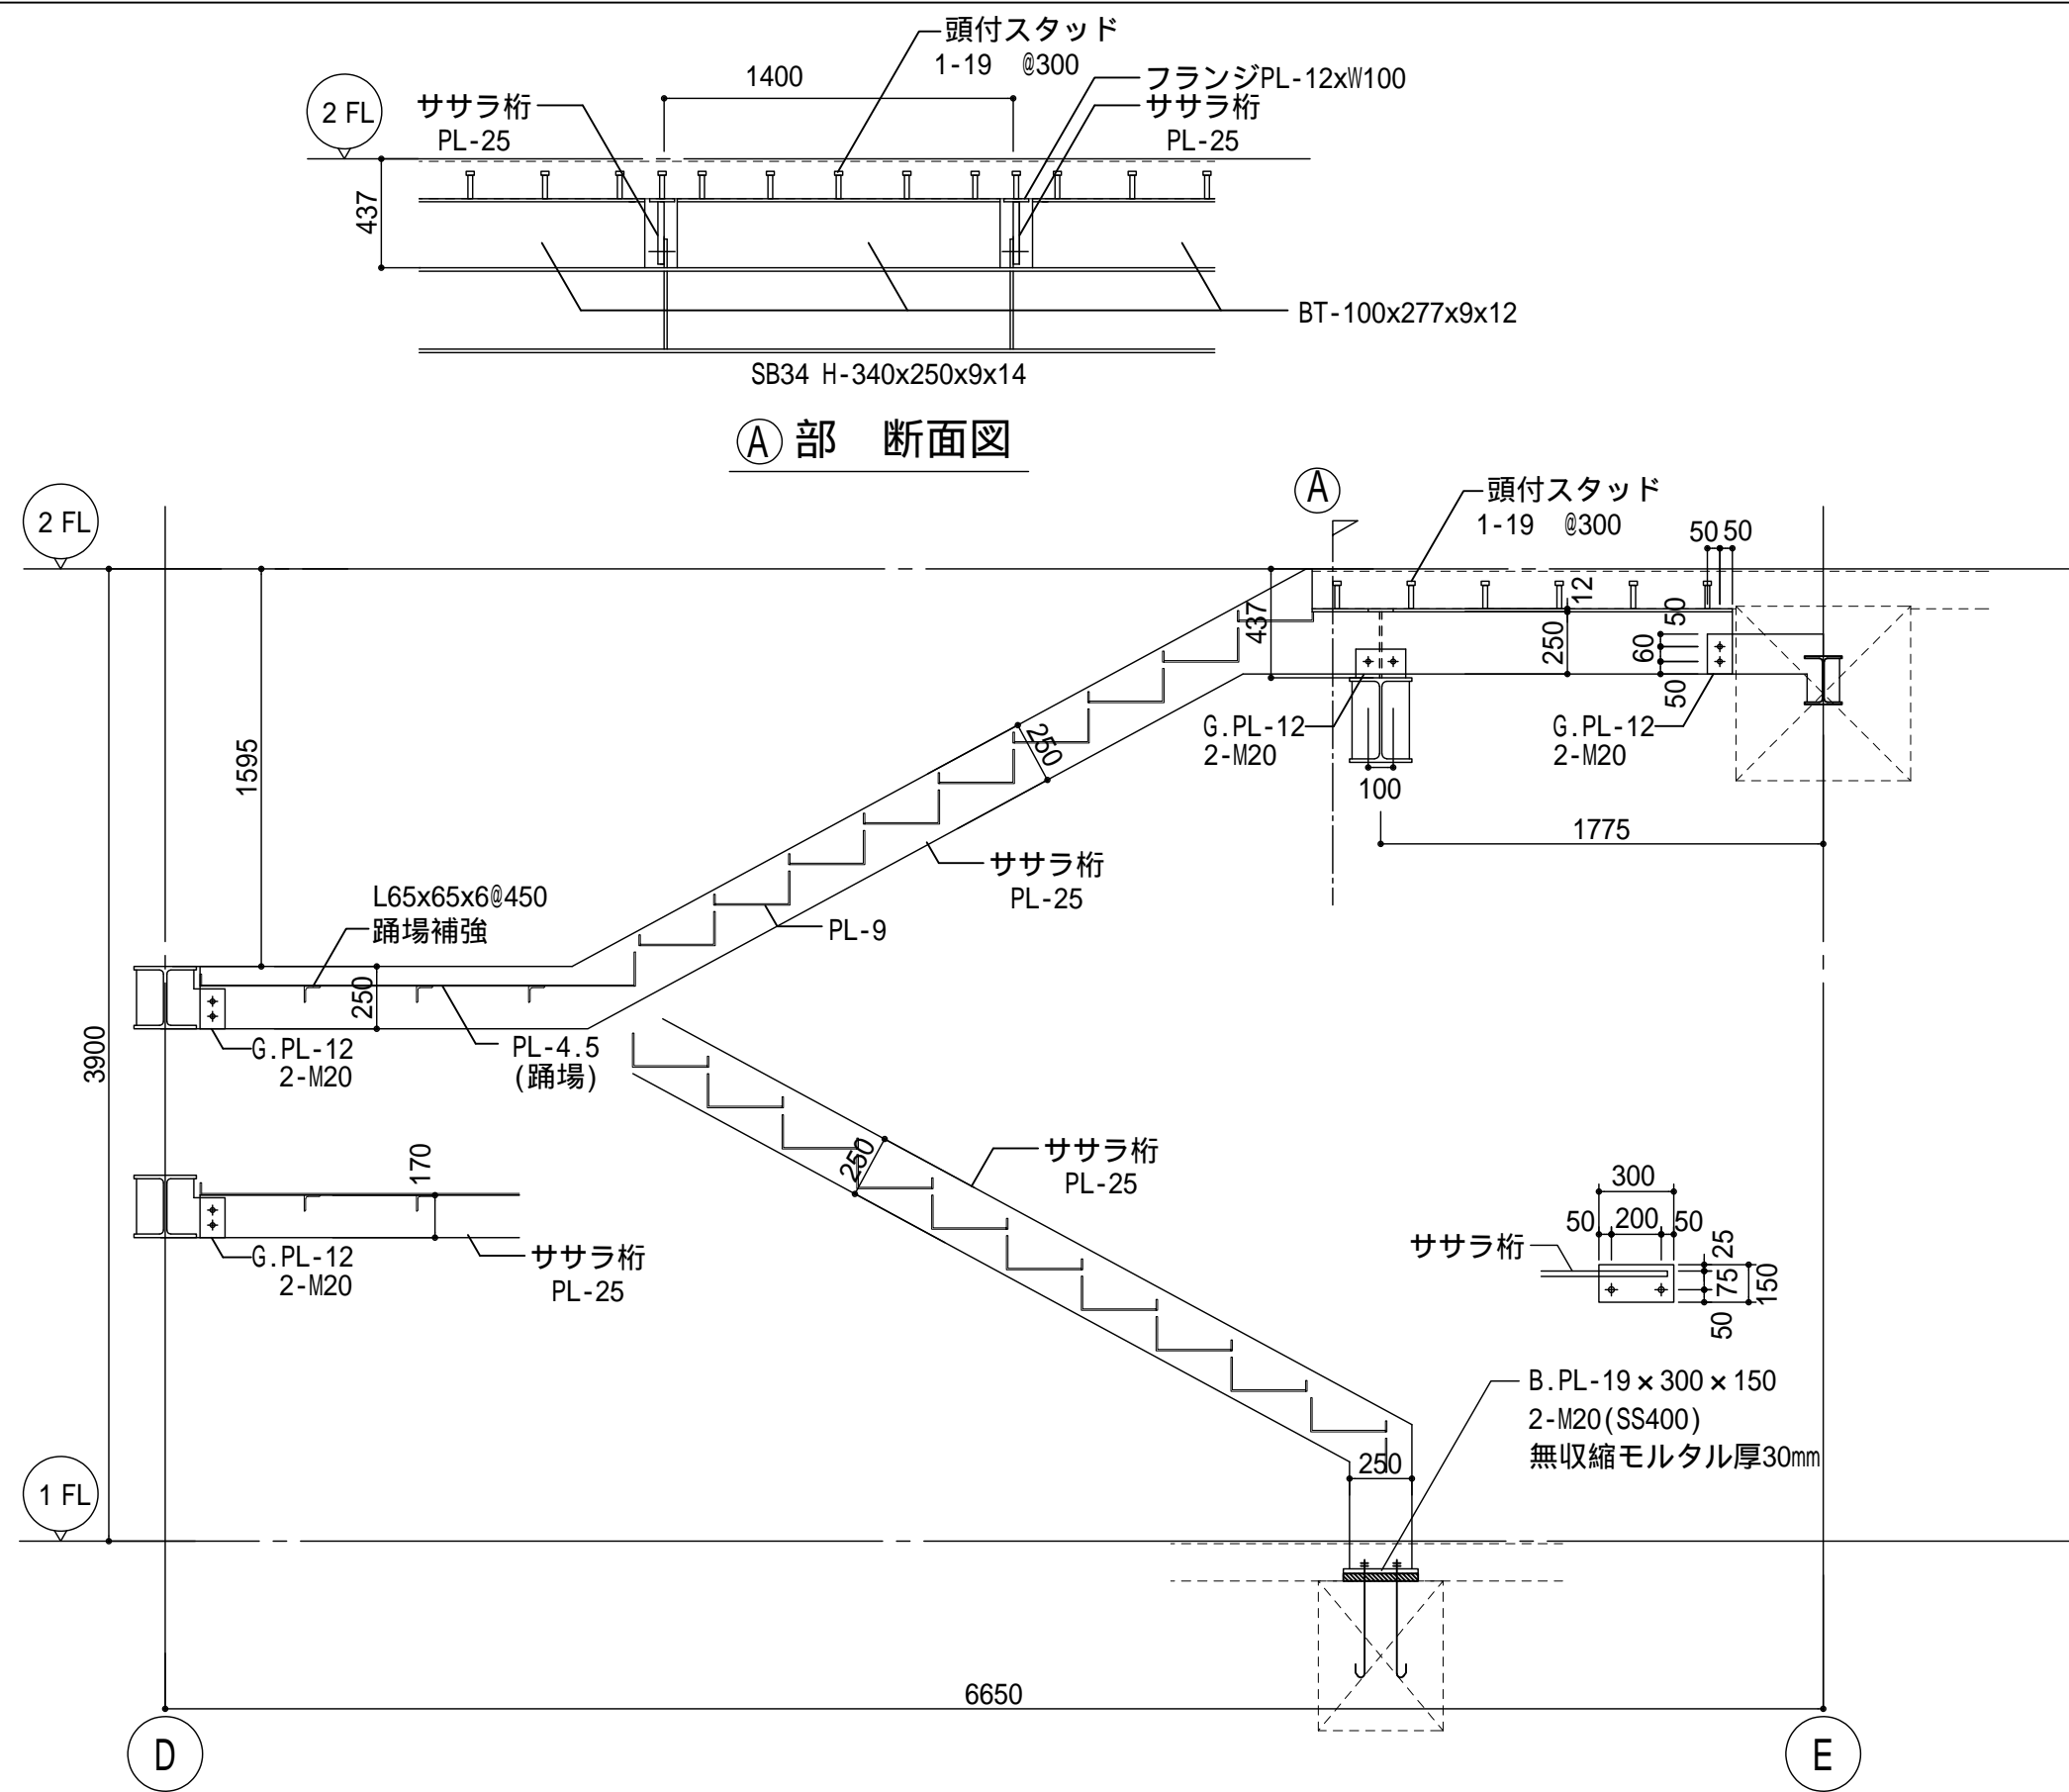 頭付スタッド
1-19 @300
1400
フランジPL-12xW100
ササラ桁
PL-25
ササラ桁
PL-25
2 FL
437
BT-100x277x9x12
SB34 H-340x250x9x14
A 部 断面図
A
頭付スタッド
1-19 @300
50 50
2 FL
12
437
250
50
60
50
G.PL-12
2-M20
G.PL-12
2-M20
100
1775
1595
250
ササラ桁
PL-25
L65x65x6@450
踊場補強
PL-9
250
3900
G.PL-12
2-M20
PL-4.5
(踊場)
170
250
ササラ桁
PL-25
G.PL-12
2-M20
ササラ桁
PL-25
300
50 200 50
ササラ桁
25
75
150
50
B.PL-19×300×150
2-M20(SS400)
無収縮モルタル厚30mm
250
1 FL
6650
D
E